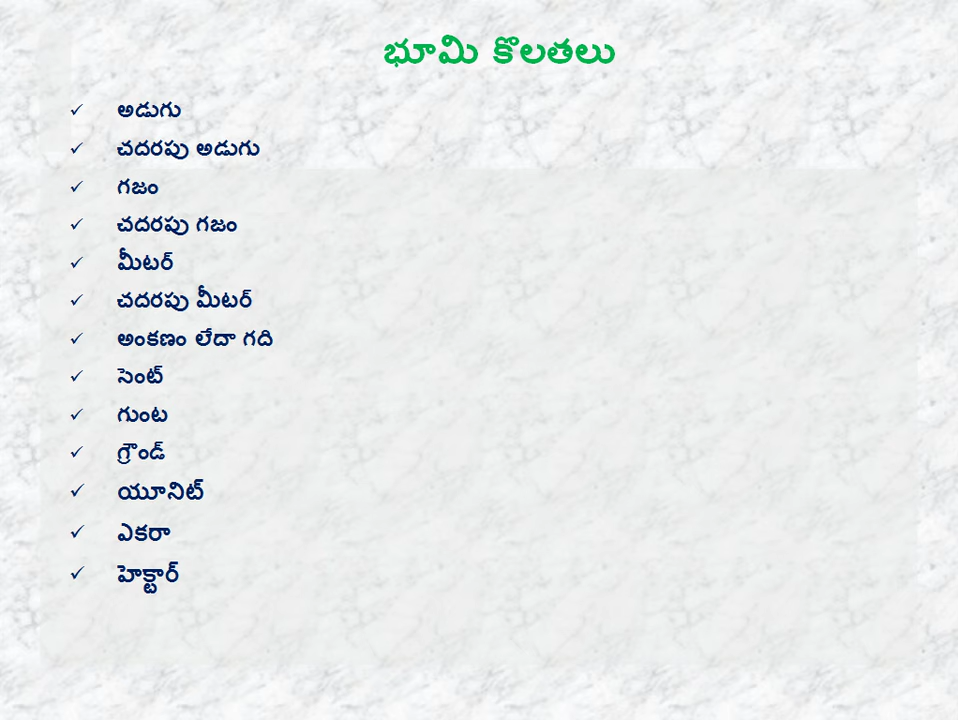 భూమి కొలతలు
✓ అడుగు
✓ చదరపు అడుగు
✓ గజం
✓ చదరపు గజం
✓ మీటర్
✓ చదరపు మీటర్
✓ అంకణం లేదా గది
✓ సెంట్
✓ గుంట
✓ గ్రౌండ్
✓ యూనిట్
✓ ఎకరా
✓ హెక్టార్